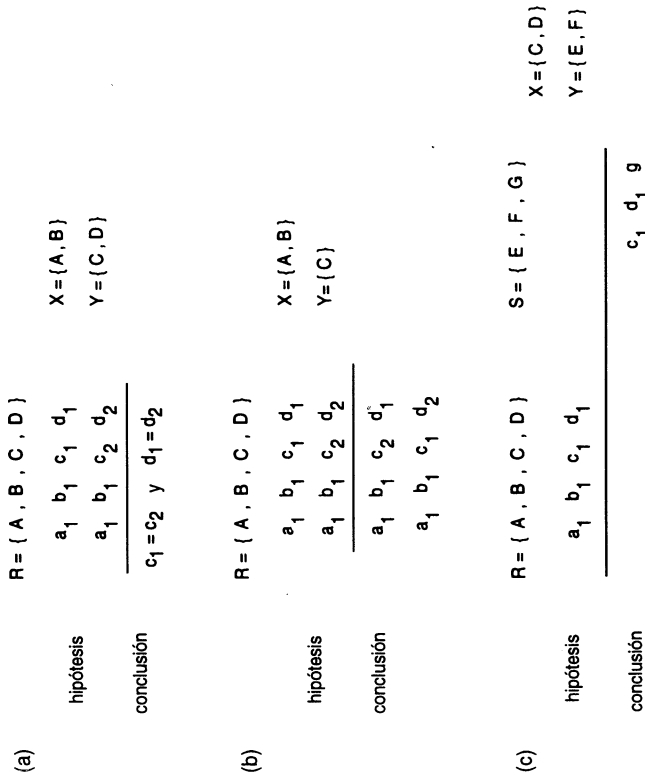 (a)
R = { A , B , C , D }
hipótesis
a1 b1 c1 d1
X = {A, B}
a1 b1 c2 d2
Y = {C, D}
conclusión
c1 = c2 y d1 = d2
(b)
R = { A , B , C , D }
hipótesis
a1 b1 c1 d1
X = {A, B}
a1 b1 c2 d2
Y = {C}
conclusión
a1 b1 c2 d1
a1 b1 c1 d2
(c)
R = { A , B , C , D }
S = { E , F , G }
X = { C, D }
hipótesis
a1 b1 c1 d1
Y = { E, F }
conclusión
c1 d1 g